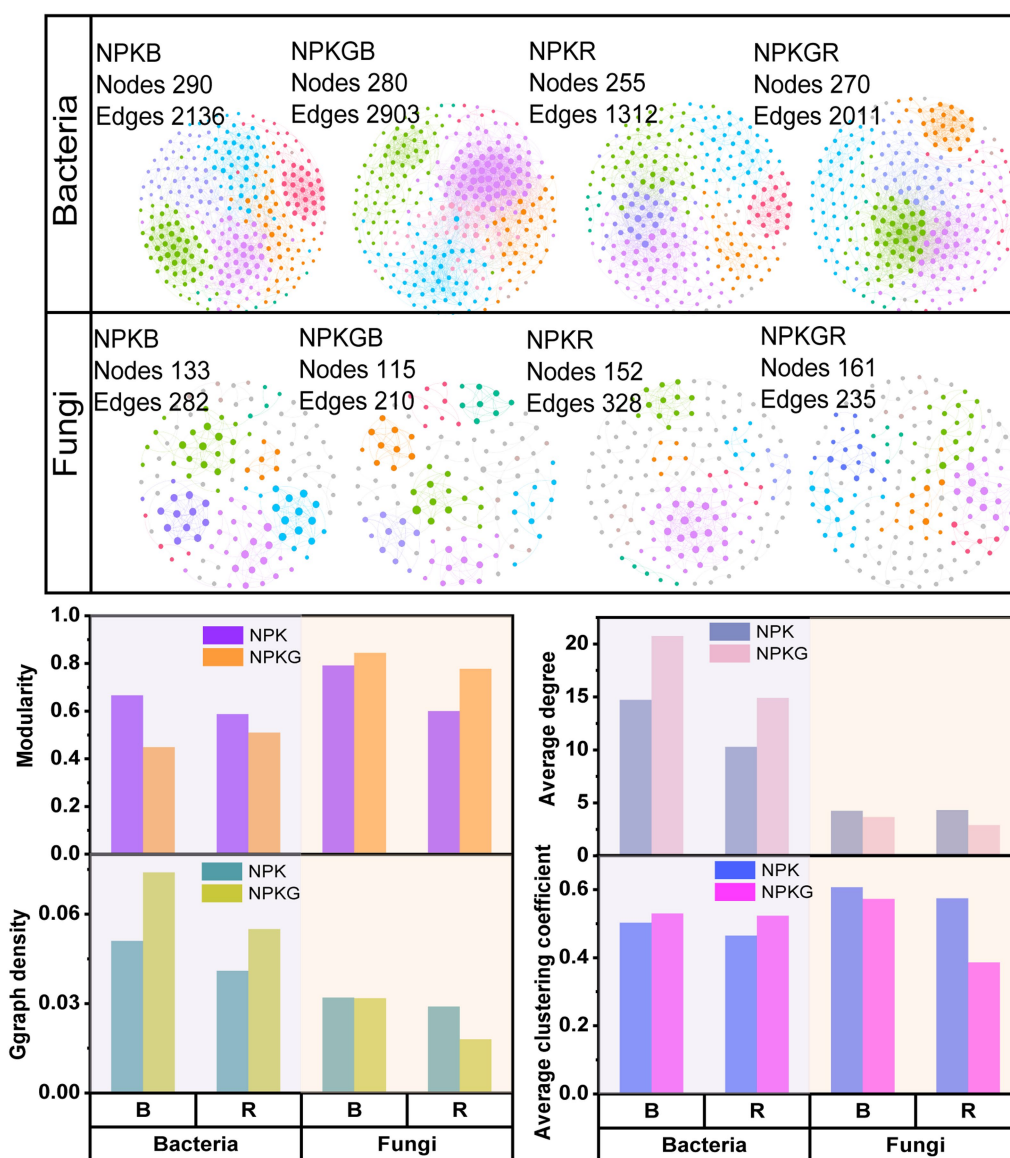 Bacteria
NPKB
Nodes 290
Edges 2136
NPKGB
Nodes 280
Edges 2903
NPKR
Nodes 255
Edges 1312
NPKGR
Nodes 270
Edges 2011
Fungi
NPKB
Nodes 133
Edges 282
NPKGB
Nodes 115
Edges 210
NPKR
Nodes 152
Edges 328
NPKGR
Nodes 161
Edges 235
Modularity
1.0
0.8
0.6
0.4
0.2
0.0
NPK
NPKG
Average degree
20
15
10
5
0
NPK
NPKG
Ggraph density
0.06
0.03
0.00
NPK
NPKG
B R B R
Bacteria Fungi
Average clustering coefficient
0.6
0.4
0.2
0.0
NPK
NPKG
B R B R
Bacteria Fungi